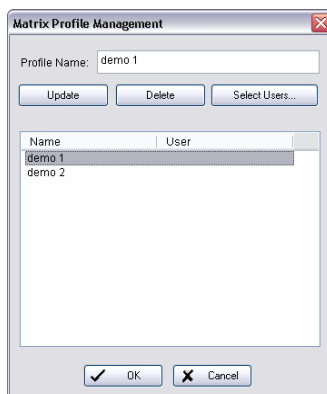 Matrix Profile Management
Profile Name: demo 1
Update Delete Select Users...
Name User
demo 1
demo 2
OK Cancel